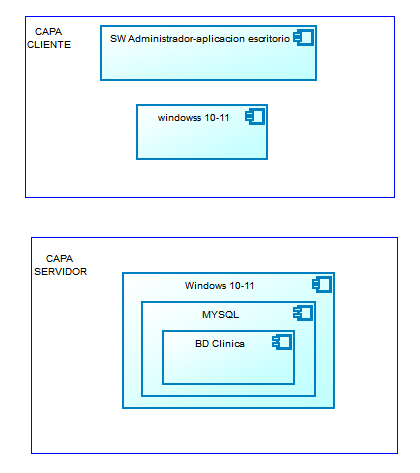 CAPA
CLIENTE
SW Administrador-aplicacion escritorio
windowss 10-11
CAPA
SERVIDOR
Windows 10-11
MYSQL
BD Clinica